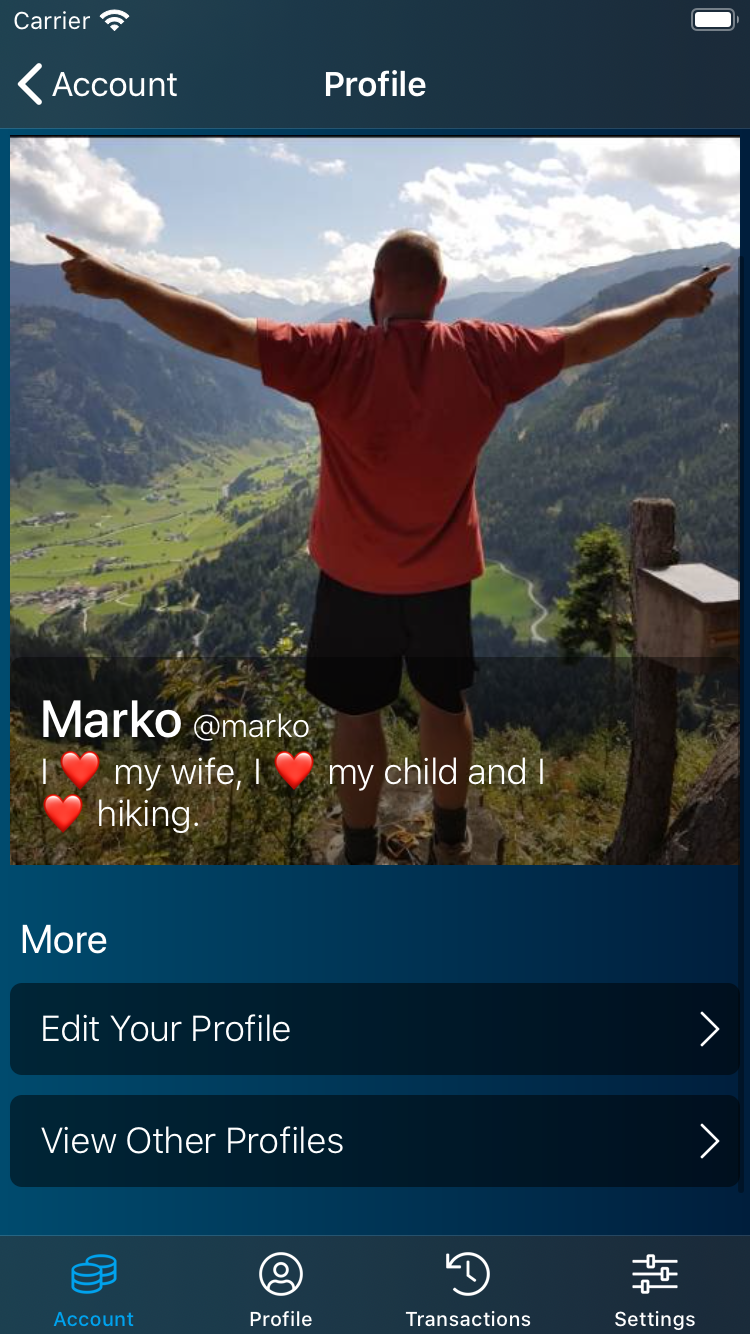 Carrier
Account
Profile
Marko @marko
I ❤️ my wife, I ❤️ my child and I
❤️ hiking.
More
Edit Your Profile
View Other Profiles
Account
Profile
Transactions
Settings